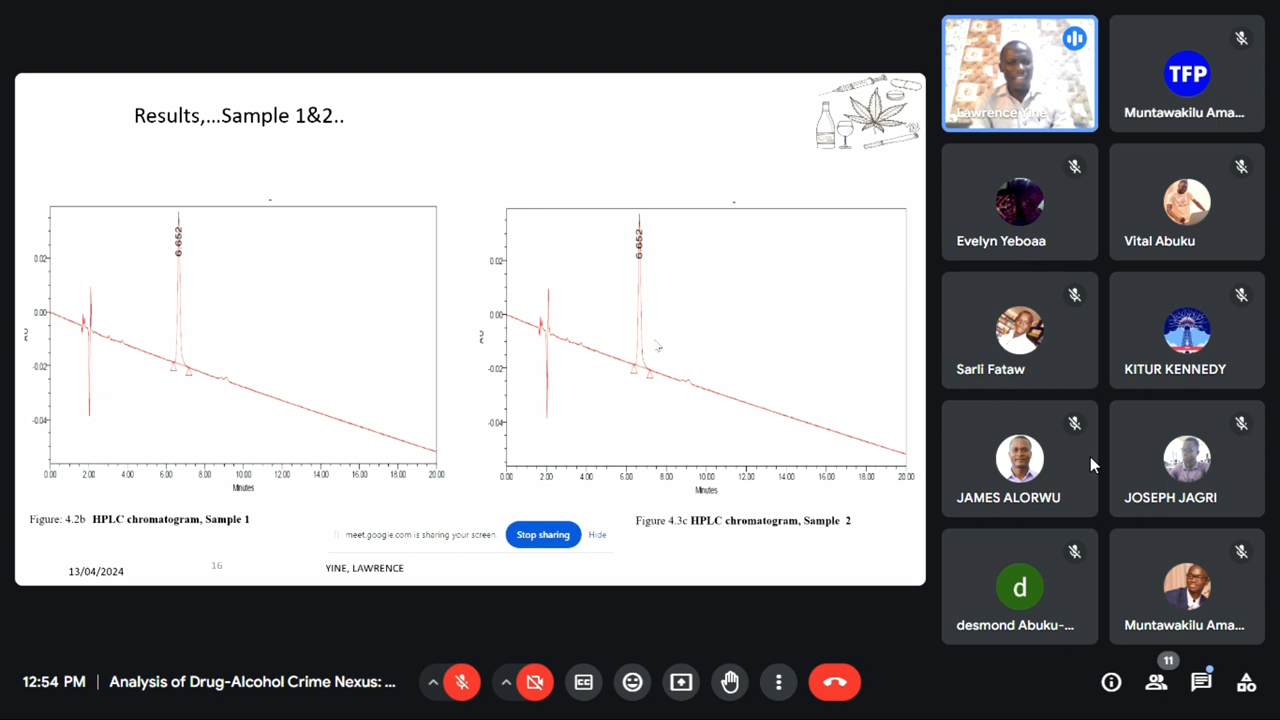 Results,...Sample 1&2..
6 652
0.02
0.00
-0.02
-0.04
AU
0.00 2.00 4.00 6.00 8.00 10.00 12.00 14.00 16.00 18.00 20.00
Minutes
Figure: 4.2b HPLC chromatogram, Sample 1
6 652
0.02
0.00
-0.02
-0.04
AU
0.00 2.00 4.00 6.00 8.00 10.00 12.00 14.00 16.00 18.00 20.00
Minutes
Figure 4.3c HPLC chromatogram, Sample 2
meet.google.com is sharing your screen.
Stop sharing
Hide
13/04/2024
16
YINE, LAWRENCE
Lawrence Yine
TFP
Muntawakilu Ama...
Evelyn Yeboaa
Vital Abuku
Sarli Fataw
KITUR KENNEDY
JAMES ALORWU
JOSEPH JAGRI
d
desmond Abuku-...
Muntawakilu Ama...
12:54 PM | Analysis of Drug-Alcohol Crime Nexus: ...
CC
11